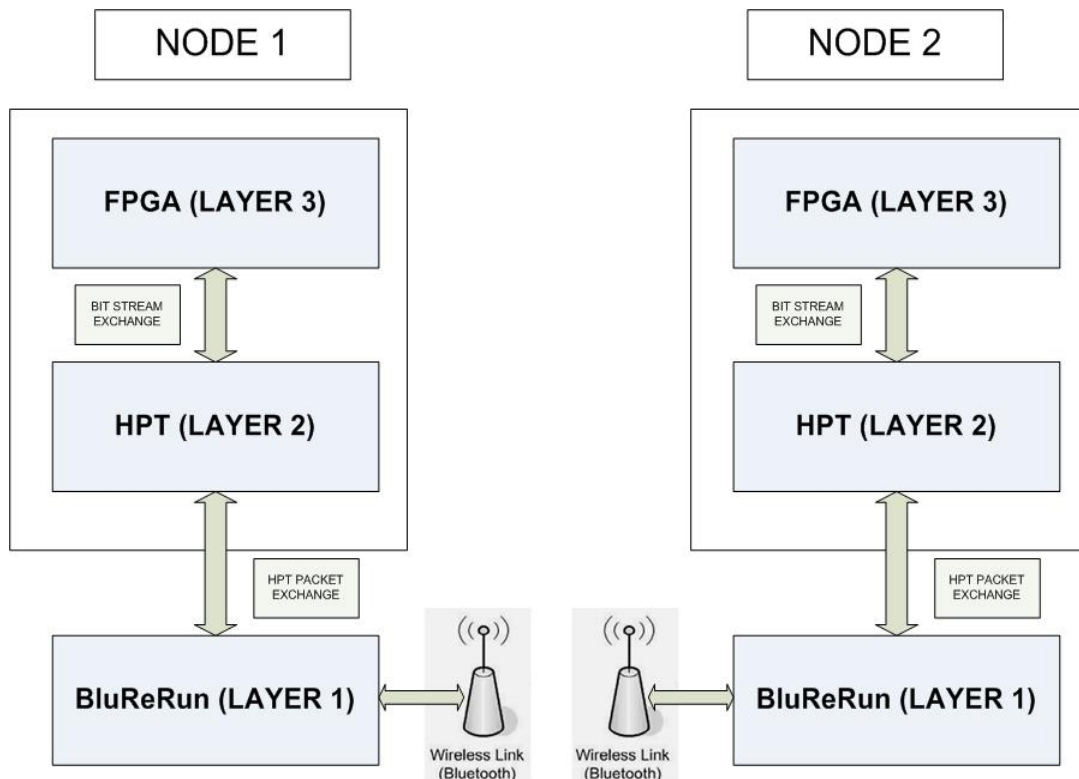 NODE 1
NODE 2
FPGA (LAYER 3)
BIT STREAM
EXCHANGE
HPT (LAYER 2)
HPT PACKET
EXCHANGE
BluReRun (LAYER 1)
Wireless Link
(Bluetooth)
FPGA (LAYER 3)
BIT STREAM
EXCHANGE
HPT (LAYER 2)
HPT PACKET
EXCHANGE
BluReRun (LAYER 1)
Wireless Link
(Bluetooth)